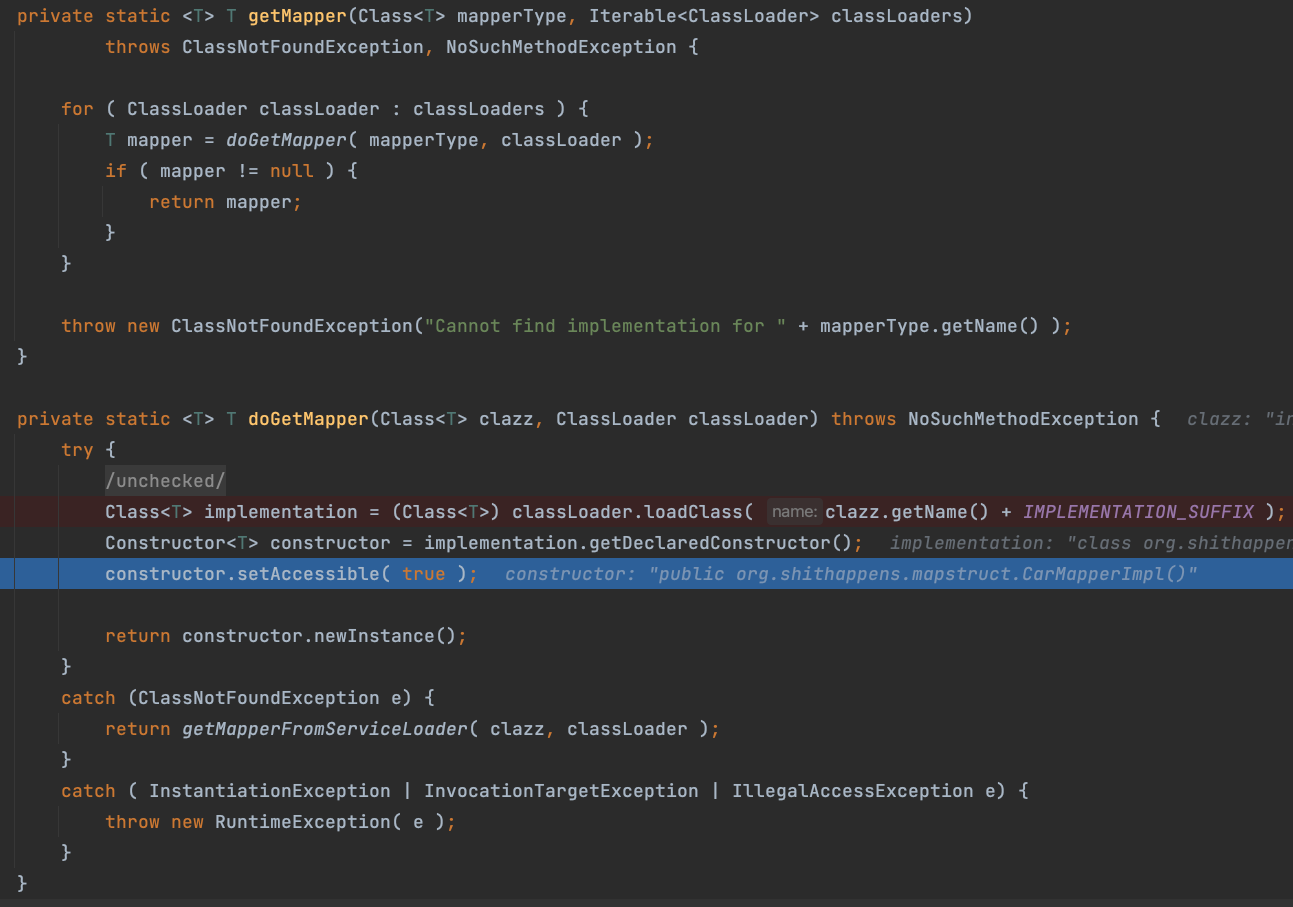 private static <T> T getMapper(Class<T> mapperType, Iterable<ClassLoader> classLoaders)
        throws ClassNotFoundException, NoSuchMethodException {

    for ( ClassLoader classLoader : classLoaders ) {
        T mapper = doGetMapper( mapperType, classLoader );
        if ( mapper != null ) {
            return mapper;
        }
    }

    throw new ClassNotFoundException("Cannot find implementation for " + mapperType.getName() );
}

private static <T> T doGetMapper(Class<T> clazz, ClassLoader classLoader) throws NoSuchMethodException {  clazz: "in
    try {
        /unchecked/
        Class<T> implementation = (Class<T>) classLoader.loadClass( name: clazz.getName() + IMPLEMENTATION_SUFFIX );
        Constructor<T> constructor = implementation.getDeclaredConstructor();  implementation: "class org.shithapper
        constructor.setAccessible( true );  constructor: "public org.shithappens.mapstruct.CarMapperImpl()"

        return constructor.newInstance();
    }
    catch (ClassNotFoundException e) {
        return getMapperFromServiceLoader( clazz, classLoader );
    }
    catch ( InstantiationException | InvocationTargetException | IllegalAccessException e) {
        throw new RuntimeException( e );
    }
}